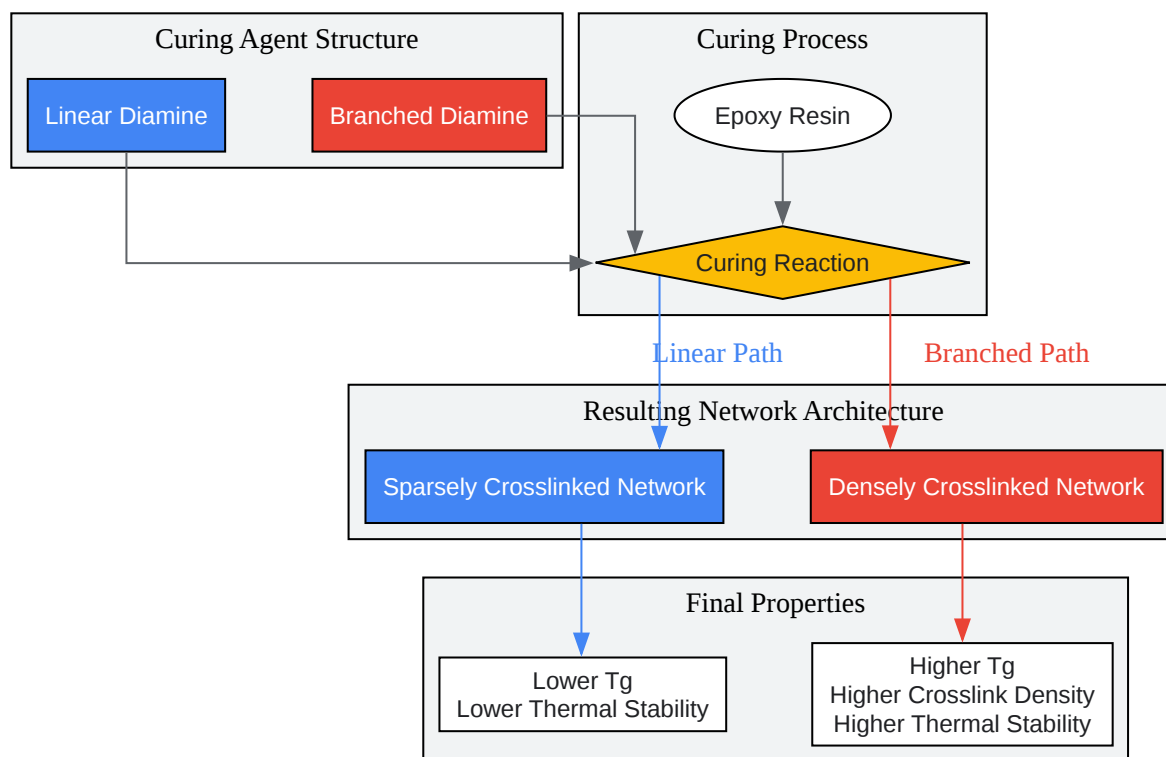 Curing Agent Structure
Linear Diamine
Branched Diamine
Curing Process
Epoxy Resin
Curing Reaction
Linear Path
Branched Path
Resulting Network Architecture
Sparsely Crosslinked Network
Densely Crosslinked Network
Final Properties
Lower Tg
Lower Thermal Stability
Higher Tg
Higher Crosslink Density
Higher Thermal Stability